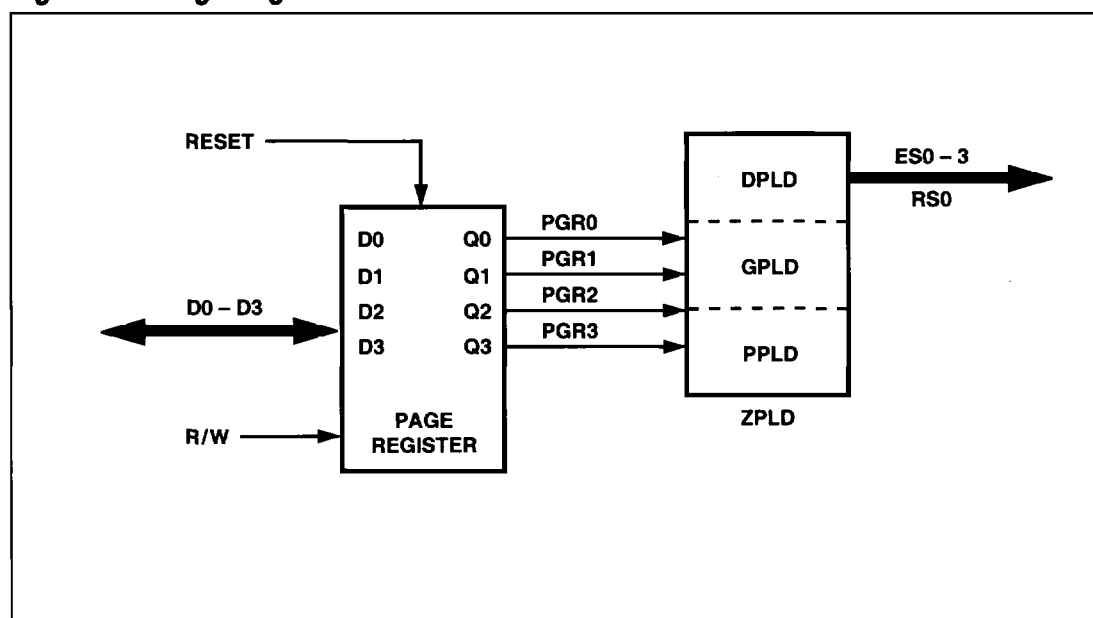 RESET
D0 – D3
R/W
D0 Q0
D1 Q1
D2 Q2
D3 Q3
PAGE
REGISTER
PGR0
PGR1
PGR2
PGR3
DPLD
GPLD
PPLD
ZPLD
ES0 – 3
RS0